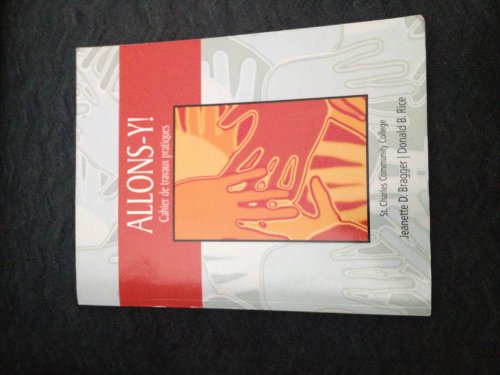 ALLONS-Y!
Cahier de travaux pratiques
St. Charles Community College
Jeanette D. Bragger | Donald B. Rice